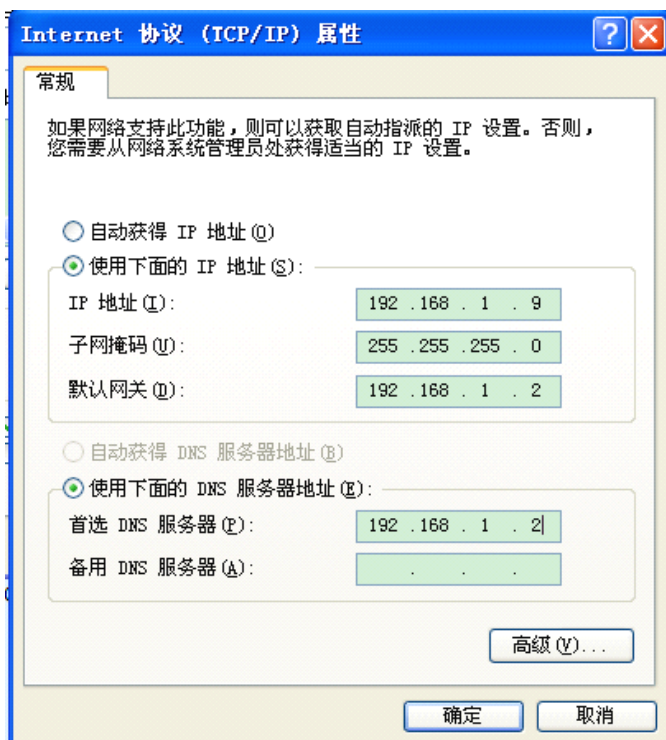 Internet 协议 (TCP/IP) 属性
常规
如果网络支持此功能，则可以获取自动指派的 IP 设置。否则，
您需要从网络系统管理员处获得适当的 IP 设置。
自动获得 IP 地址(O)
使用下面的 IP 地址(S):
IP 地址(I): 192 .168 . 1 . 9
子网掩码(U): 255 .255 .255 . 0
默认网关(D): 192 .168 . 1 . 2
自动获得 DNS 服务器地址(B)
使用下面的 DNS 服务器地址(E):
首选 DNS 服务器(P): 192 .168 . 1 . 2
备用 DNS 服务器(A): . . .
高级(V)...
确定 取消